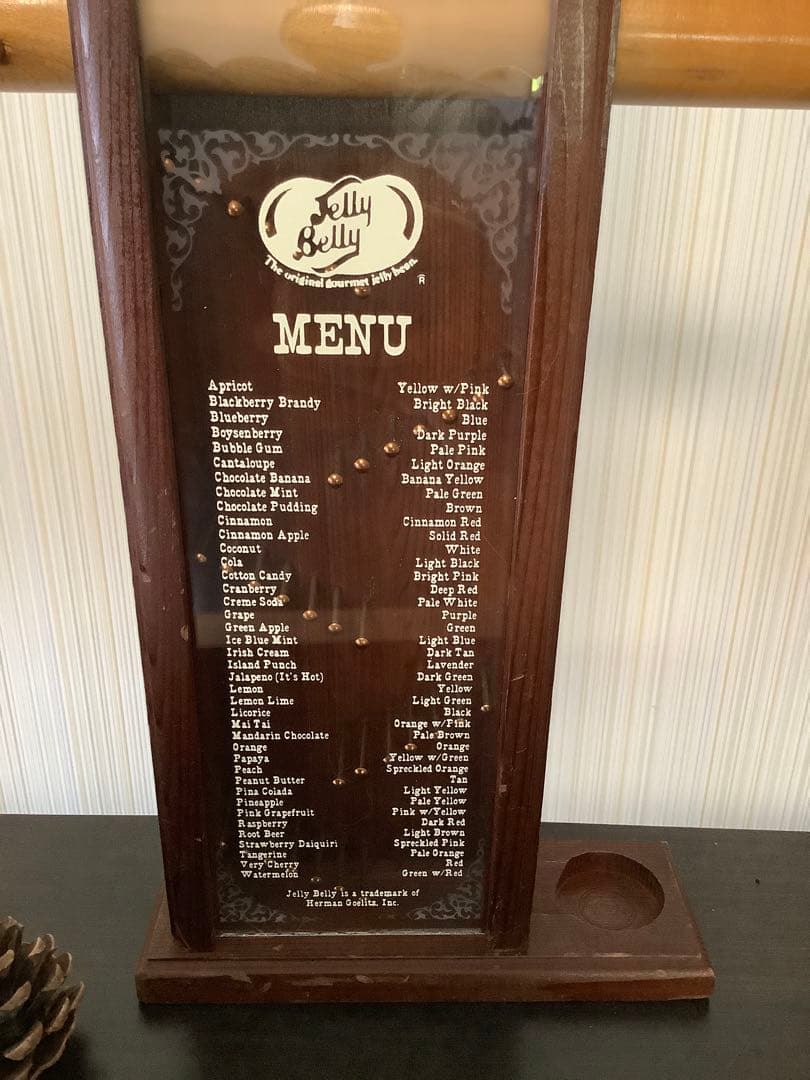 Jelly
Belly
The original gourmet jelly bean.
R
MENU
Apricot Yellow w/Pink
Blackberry Brandy Bright Black
Blueberry Blue
Boysenberry Dark Purple
Bubble Gum Pale Pink
Cantaloupe Light Orange
Chocolate Banana Banana Yellow
Chocolate Mint Pale Green
Chocolate Pudding Brown
Cinnamon Cinnamon Red
Cinnamon Apple Solid Red
Coconut White
Cola Light Black
Cotton Candy Bright Pink
Cranberry Deep Red
Creme Soda Pale White
Grape Purple
Green Apple Green
Ice Blue Mint Light Blue
Irish Cream Dark Tan
Island Punch Lavender
Jalapeno (It's Hot) Dark Green
Lemon Yellow
Lemon Lime Light Green
Licorice Black
Mai Tai Orange w/Pink
Mandarin Chocolate Pale Brown
Orange Orange
Papaya Yellow w/Green
Peach Spreckled Orange
Peanut Butter Tan
Pina Colada Light Yellow
Pineapple Pale Yellow
Pink Grapefruit Pink w/Yellow
Raspberry Dark Red
Root Beer Light Brown
Strawberry Daiquiri Spreckled Pink
Tangerine Pale Orange
Very Cherry Red
Watermelon Green w/Red
Jelly Belly is a trademark of
Herman Goelitz, Inc.